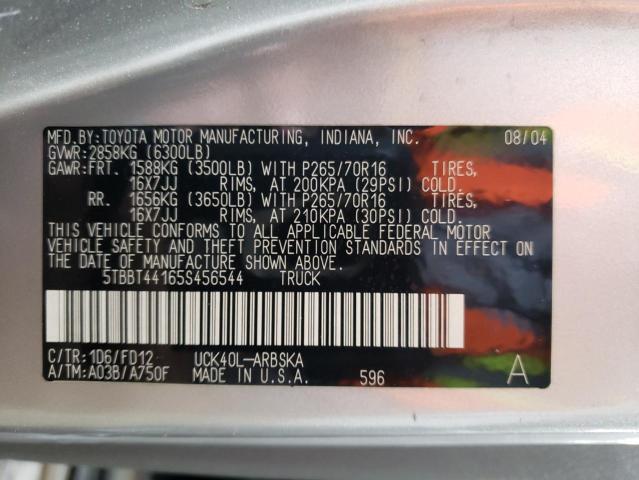 MFD.BY:TOYOTA MOTOR MANUFACTURING, INDIANA, INC. 08/04
GVWR:2858KG (6300LB)
GAWR:FRT. 1588KG (3500LB) WITH P265/70R16 TIRES,
16X7JJ RIMS, AT 200KPA (29PSI) COLD.
RR. 1656KG (3650LB) WITH P265/70R16 TIRES,
16X7JJ RIMS, AT 210KPA (30PSI) COLD.
THIS VEHICLE CONFORMS TO ALL APPLICABLE FEDERAL MOTOR
VEHICLE SAFETY AND THEFT PREVENTION STANDARDS IN EFFECT ON
THE DATE OF MANUFACTURE SHOWN ABOVE.
5TBBT44165S456544 TRUCK
C/TR:1D6/FD12 UCK40L-ARBSKA
A/TM:A03B/A750F MADE IN U.S.A. 596 A